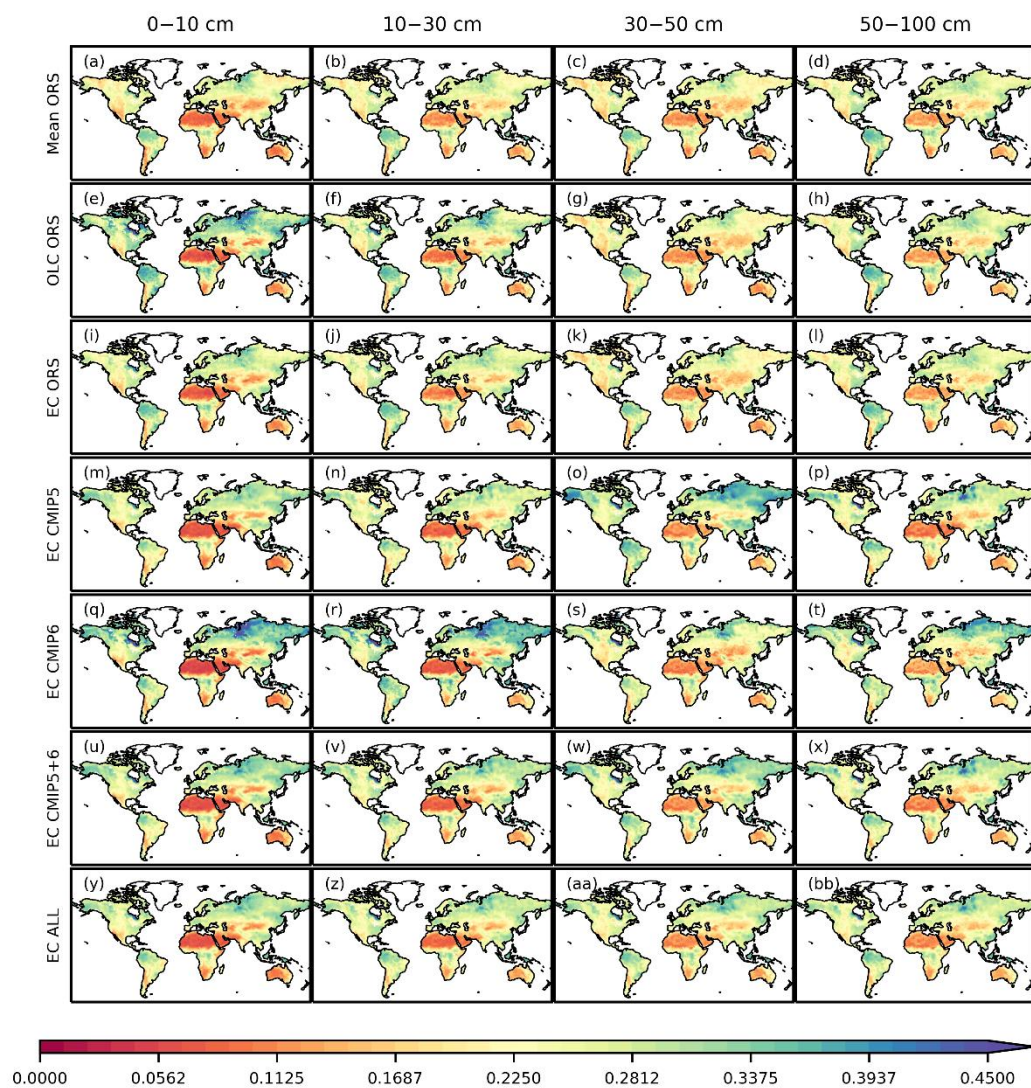 0−10 cm 10−30 cm 30−50 cm 50−100 cm
Mean ORS (a) (b) (c) (d)
OLC ORS (e) (f) (g) (h)
EC ORS (i) (j) (k) (l)
EC CMIP5 (m) (n) (o) (p)
EC CMIP6 (q) (r) (s) (t)
EC CMIP5+6 (u) (v) (w) (x)
EC ALL (y) (z) (aa) (bb)
0.0000 0.0562 0.1125 0.1687 0.2250 0.2812 0.3375 0.3937 0.4500